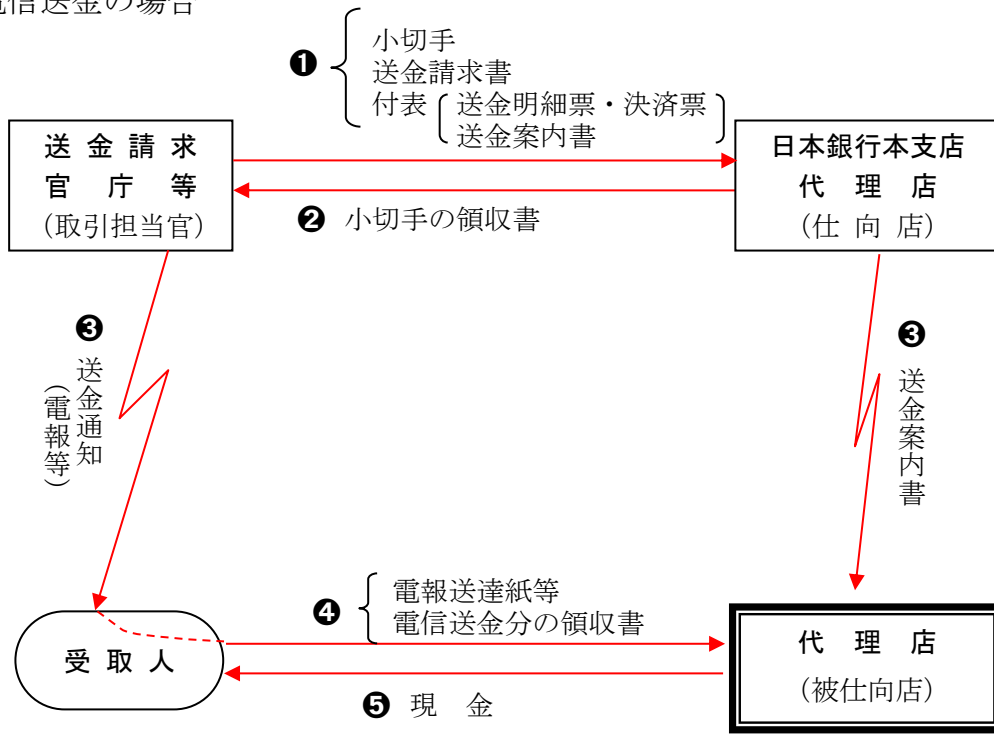 電信送金の場合
❶
小切手
送金請求書
付表
送金明細票・決済票
送金案内書
送金請求
官庁等
(取引担当官)
日本銀行本支店
代理店
(仕向店)
❷ 小切手の領収書
❸
送金通知
(電報等)
❸
送金案内書
❹
電報送達紙等
電信送金分の領収書
受取人
代理店
(被仕向店)
❺ 現金